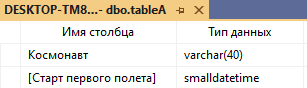 DESKTOP-TM8...- dbo.tableA
Имя столбца Тип данных
Космонавт varchar(40)
[Старт первого полета] smalldatetime